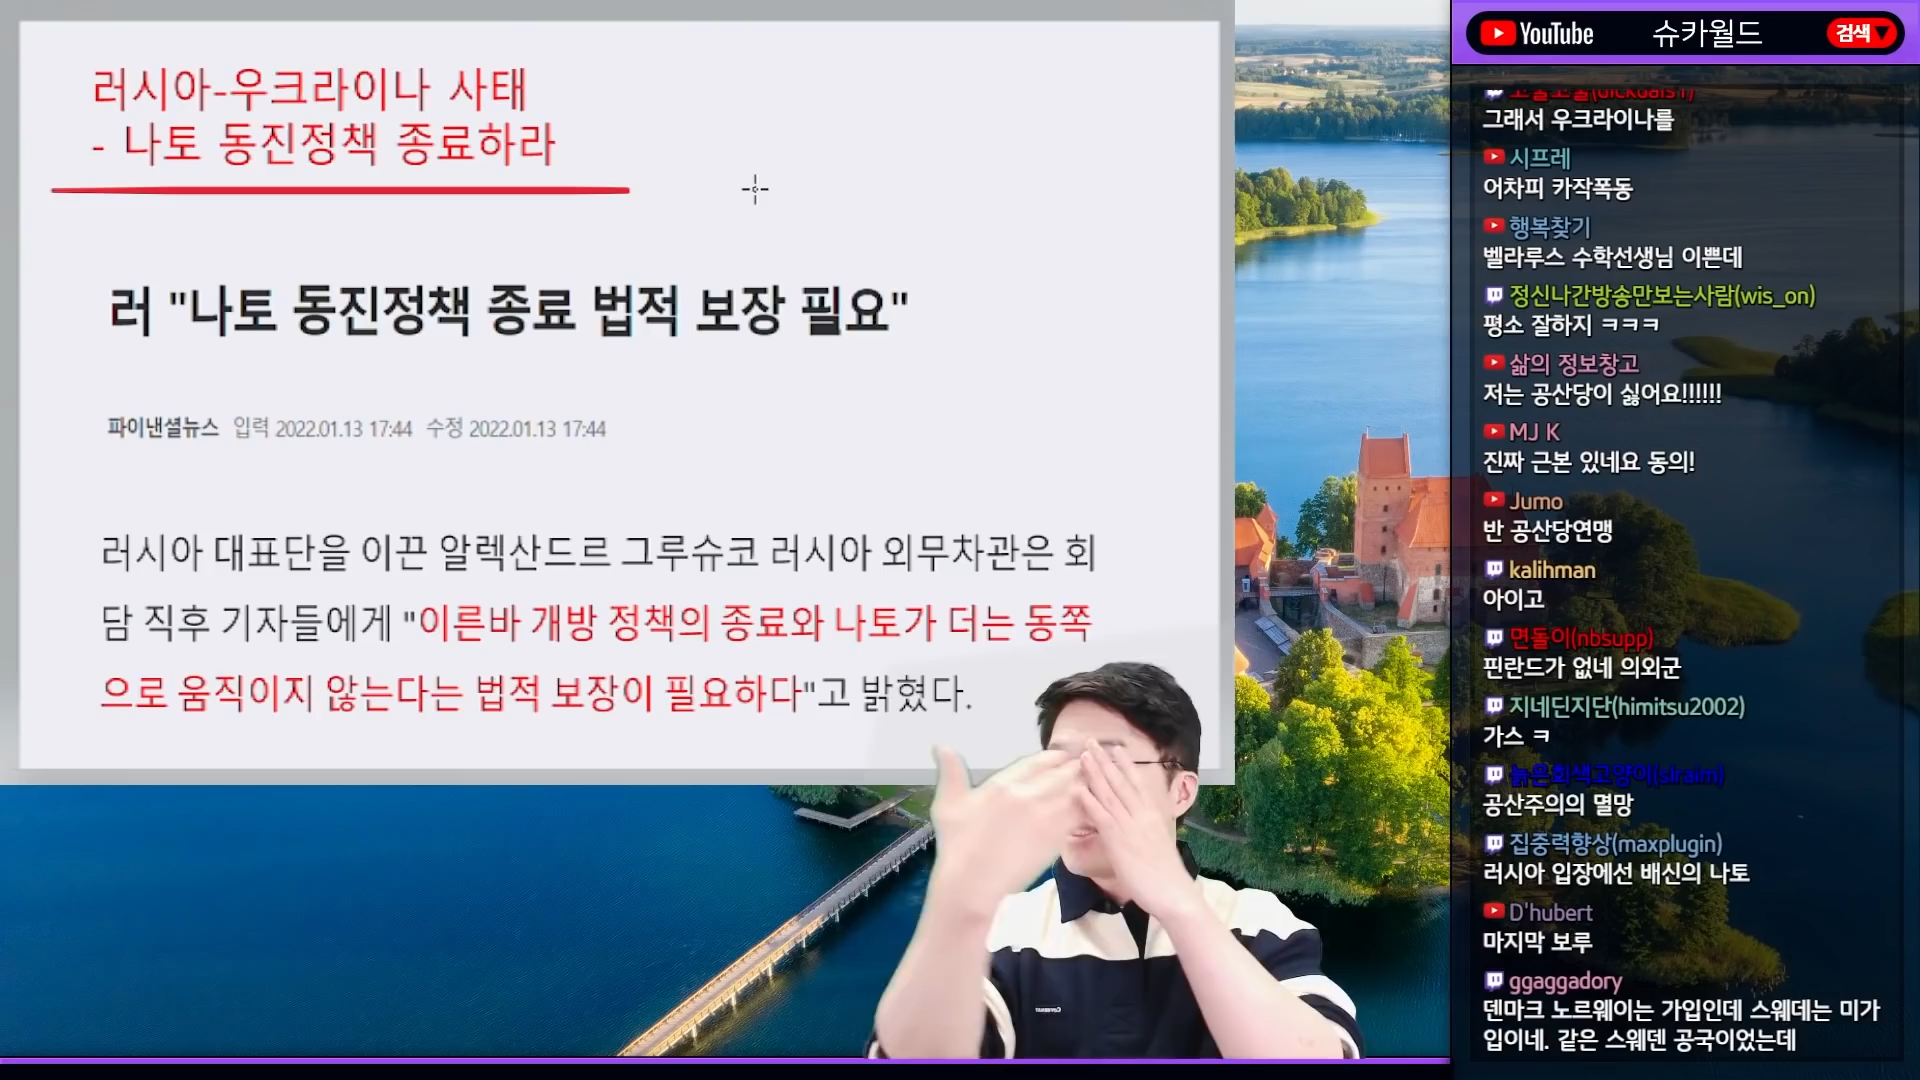 러시아-우크라이나 사태
- 나토 동진정책 종료하라
러 "나토 동진정책 종료 법적 보장 필요"
파이낸셜뉴스 입력 2022.01.13 17:44 수정 2022.01.13 17:44
러시아 대표단을 이끈 알렉산드르 그루슈코 러시아 외무차관은 회
담 직후 기자들에게 "이른바 개방 정책의 종료와 나토가 더는 동쪽
으로 움직이지 않는다는 법적 보장이 필요하다"고 밝혔다.
YouTube 슈카월드 검색
그래서 우크라이나를
시프레
어차피 카작폭동
행복찾기
벨라루스 수학선생님 이쁜데
정신나간방송만보는사람(wis_on)
평소 잘하지 ㅋㅋㅋ
삶의 정보창고
저는 공산당이 싫어요!!!!!!
MJ K
진짜 근본 있네요 동의!
Jumo
반 공산당연맹
kalihman
아이고
면돌이(nbsupp)
핀란드가 없네 의외군
지네딘지단(himitsu2002)
가스 ㅋ
늙은회색고양이(slraim)
공산주의의 멸망
집중력향상(maxplugin)
러시아 입장에선 배신의 나토
D'hubert
마지막 보루
ggaggadory
덴마크 노르웨이는 가입인데 스웨데는 미가
입이네. 같은 스웨덴 공국이었는데